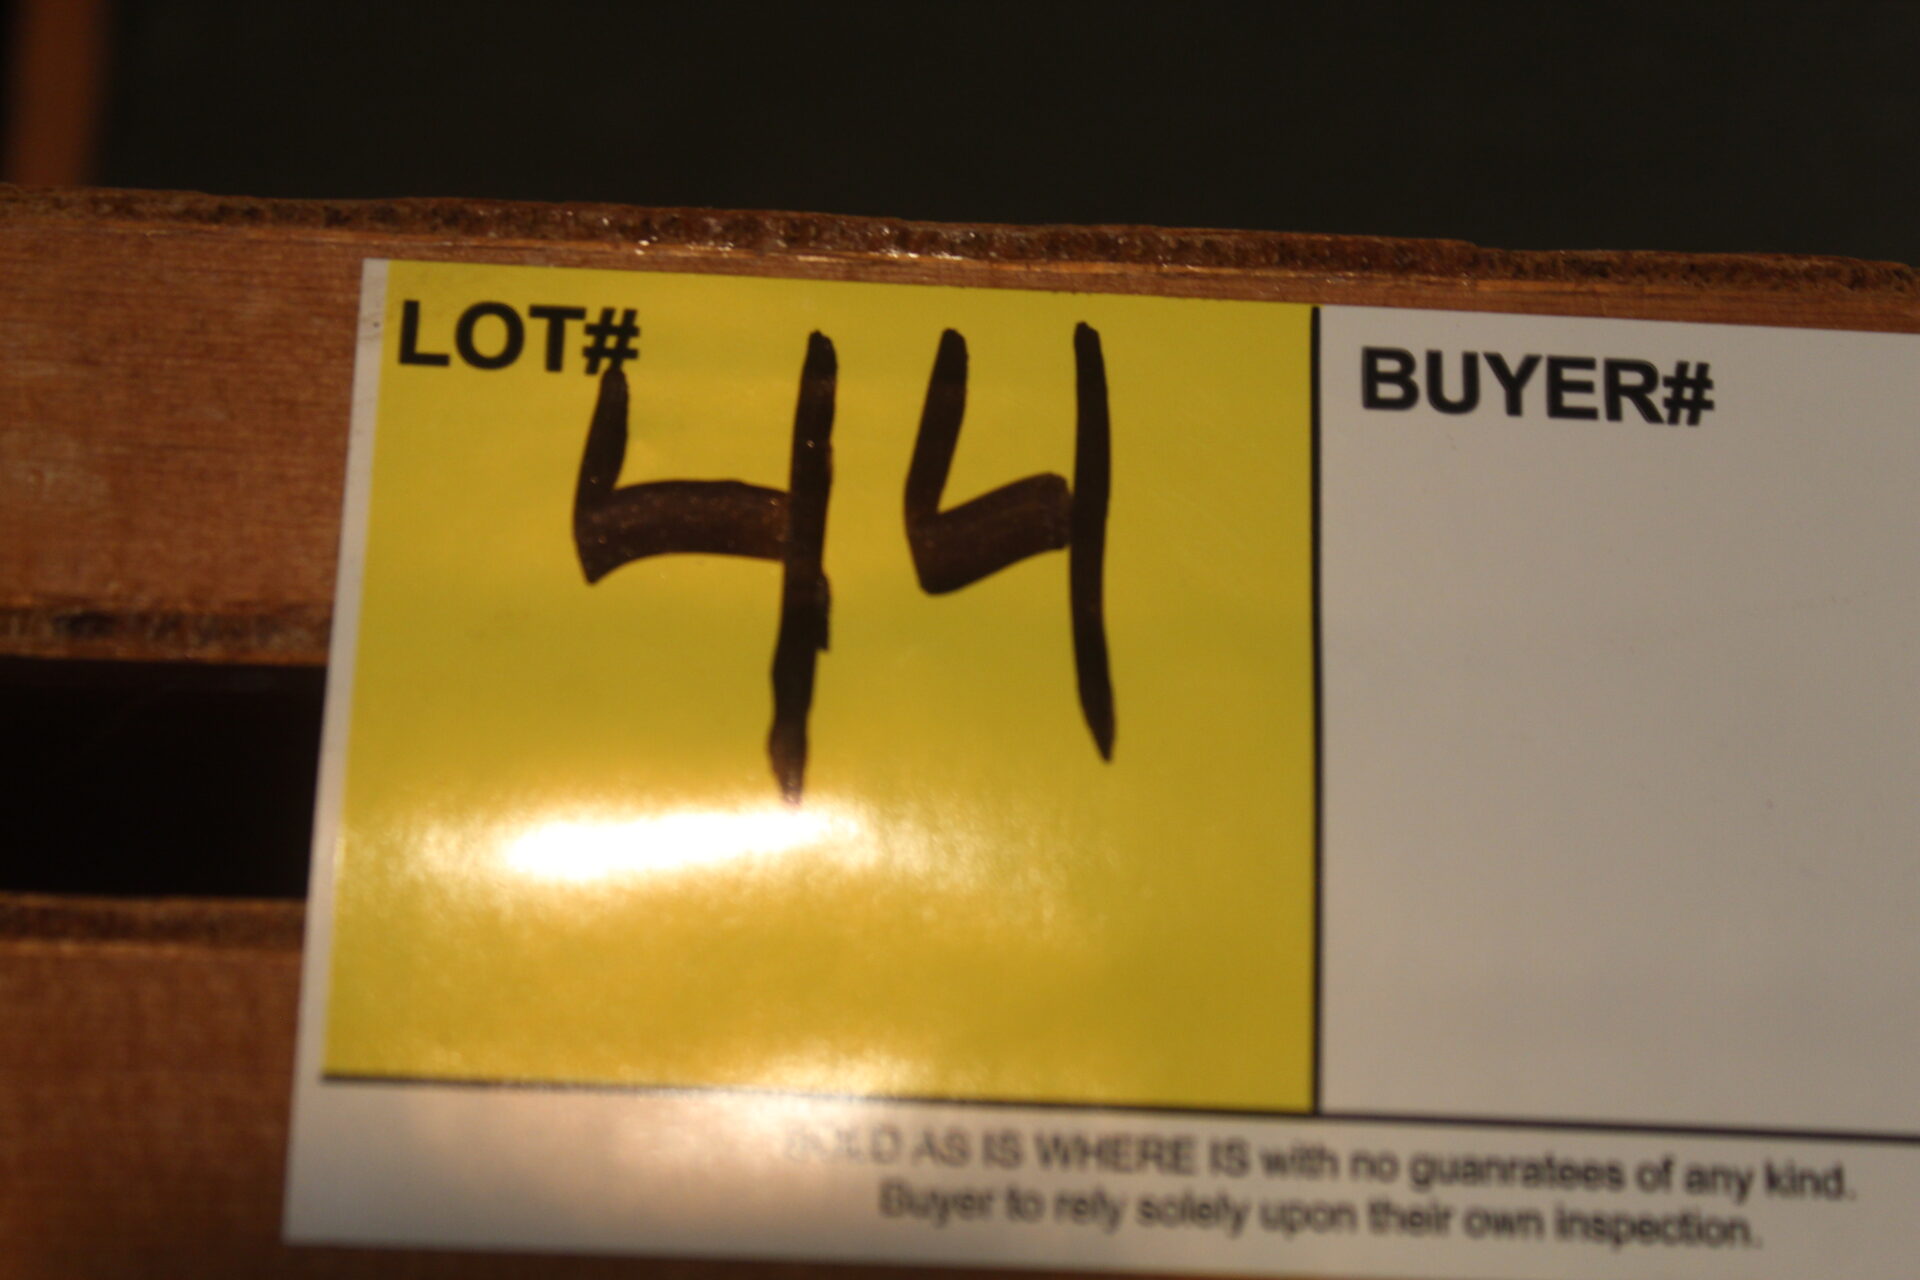 LOT# 44
BUYER#
SOLD AS IS WHERE IS with no guanratees of any kind.
Buyer to rely solely upon their own inspection.